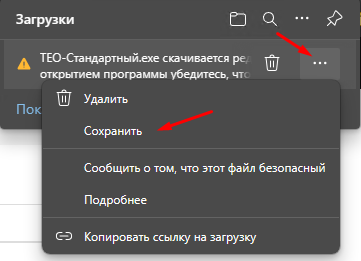 Загрузки
ТЕО-Стандартный.exe скачивается ред
открытием программы убедитесь, что
Удалить
Сохранить
Сообщить о том, что этот файл безопасный
Подробнее
Копировать ссылку на загрузку